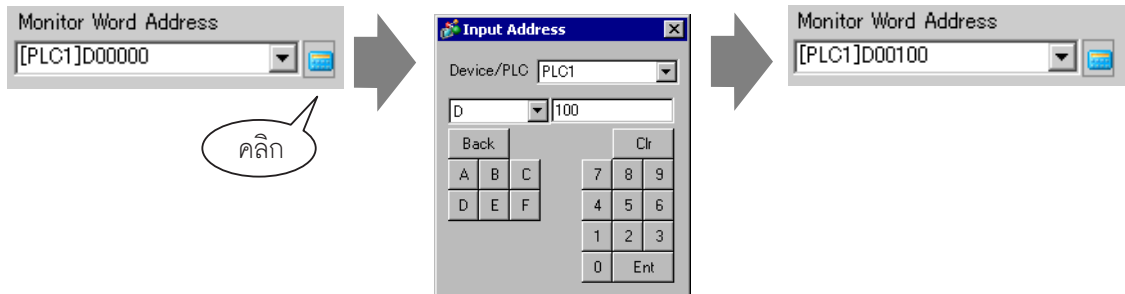 Monitor Word Address
[PLC1]D00000
คลิก
Input Address
Device/PLC PLC1
D 100
Back Clr
A B C 7 8 9
D E F 4 5 6
1 2 3
0 Ent
Monitor Word Address
[PLC1]D00100